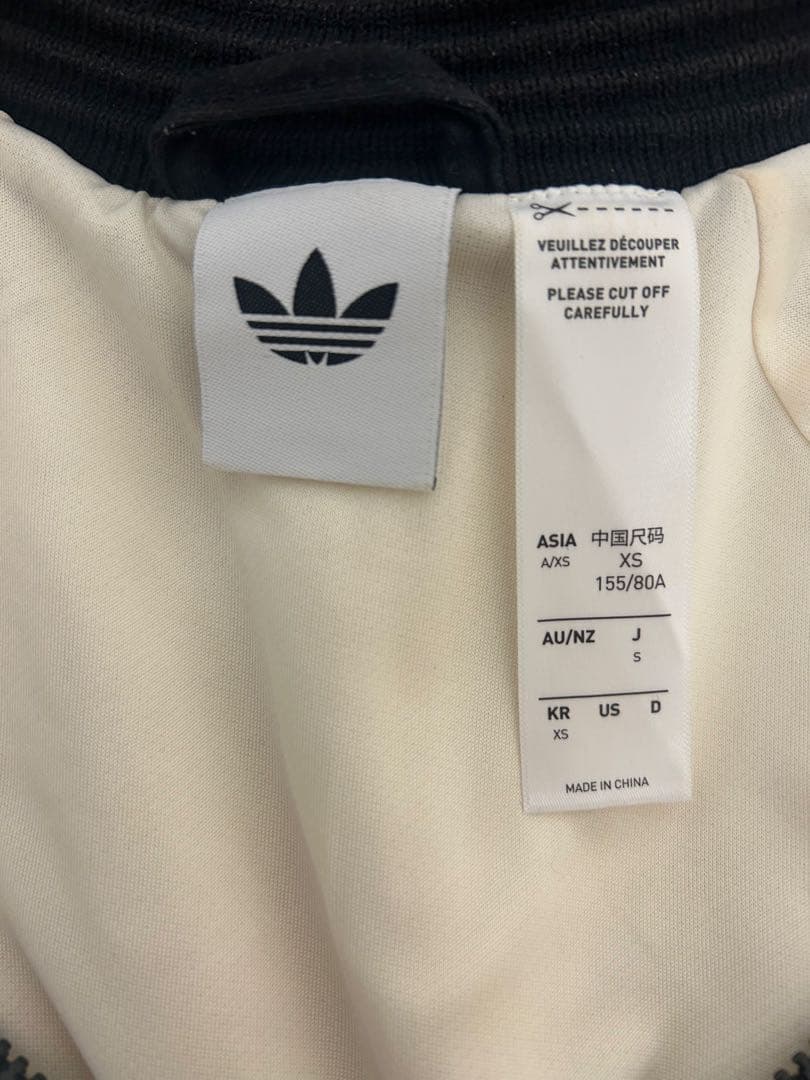 VEUILLEZ DÉCOUPER
ATTENTIVEMENT
PLEASE CUT OFF
CAREFULLY
ASIA 中国尺码
A/XS XS
155/80A
AU/NZ J
S
KR US D
XS
MADE IN CHINA